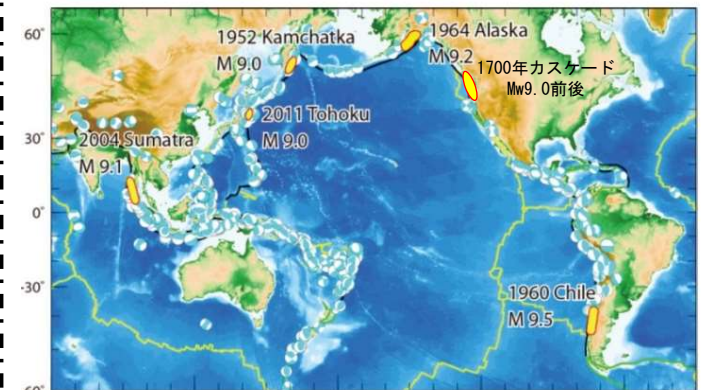 60°
1952 Kamchatka
M 9.0
1964 Alaska
M 9.2
1700年カスケード
Mw9.0前後
2011 Tohoku
M 9.0
30°
2004 Sumatra
M 9.1
0°
-30°
1960 Chile
M 9.5
-60°